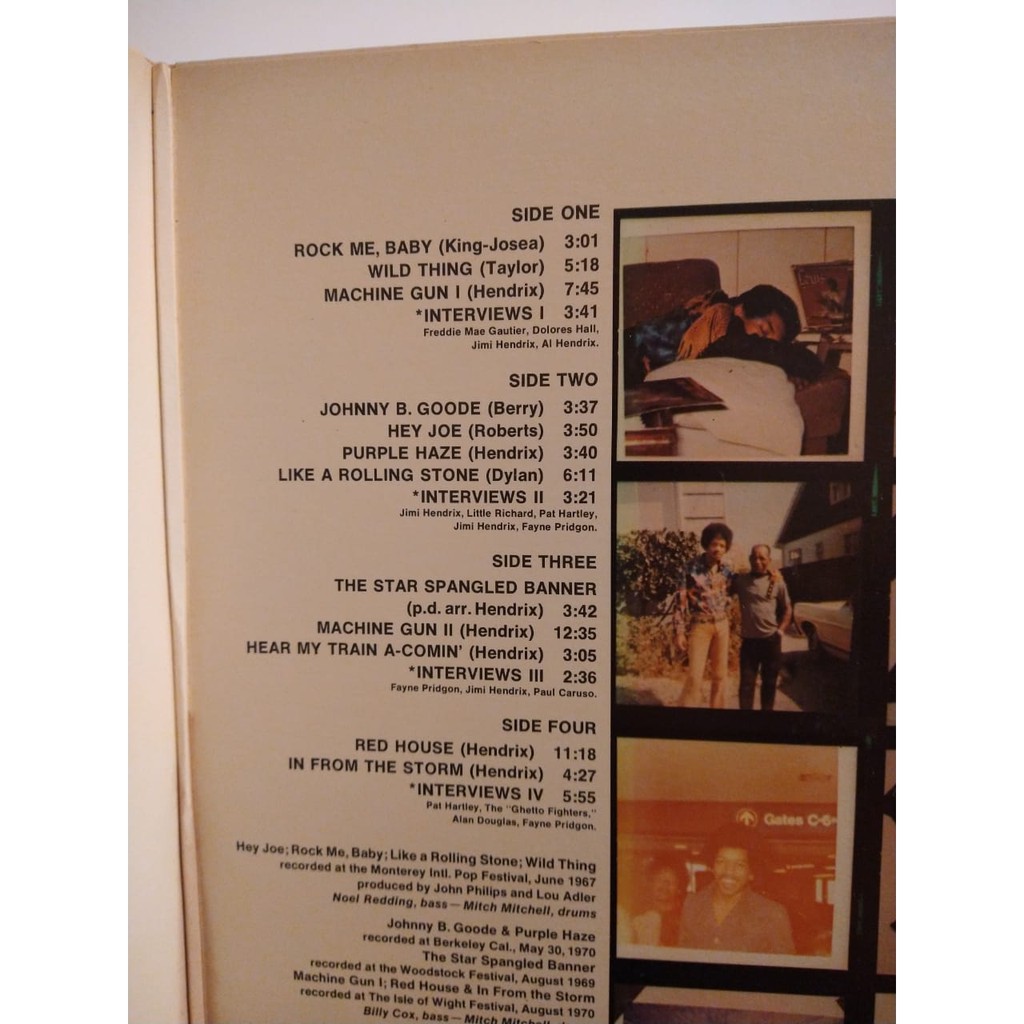 SIDE ONE
ROCK ME, BABY (King-Josea) 3:01
WILD THING (Taylor) 5:18
MACHINE GUN I (Hendrix) 7:45
*INTERVIEWS I 3:41
Freddie Mae Gautier, Dolores Hall,
Jimi Hendrix, Al Hendrix.
SIDE TWO
JOHNNY B. GOODE (Berry) 3:37
HEY JOE (Roberts) 3:50
PURPLE HAZE (Hendrix) 3:40
LIKE A ROLLING STONE (Dylan) 6:11
*INTERVIEWS II 3:21
Jimi Hendrix, Little Richard, Pat Hartley,
Jimi Hendrix, Fayne Pridgon.
SIDE THREE
THE STAR SPANGLED BANNER
(p.d. arr. Hendrix) 3:42
MACHINE GUN II (Hendrix) 12:35
HEAR MY TRAIN A-COMIN' (Hendrix) 3:05
*INTERVIEWS III 2:36
Fayne Pridgon, Jimi Hendrix, Paul Caruso.
SIDE FOUR
RED HOUSE (Hendrix) 11:18
IN FROM THE STORM (Hendrix) 4:27
*INTERVIEWS IV 5:55
Pat Hartley, The "Ghetto Fighters,"
Alan Douglas, Fayne Pridgon.
Hey Joe; Rock Me, Baby; Like a Rolling Stone; Wild Thing
recorded at the Monterey Intl. Pop Festival, June 1967
produced by John Philips and Lou Adler
Noel Redding, bass — Mitch Mitchell, drums
Johnny B. Goode & Purple Haze
recorded at Berkeley Cal., May 30, 1970
The Star Spangled Banner
recorded at the Woodstock Festival, August 1969
Machine Gun I; Red House & In From the Storm
recorded at The Isle of Wight Festival, August 1970
Billy Cox, bass — Mitch Mitchell,
Gates C-6